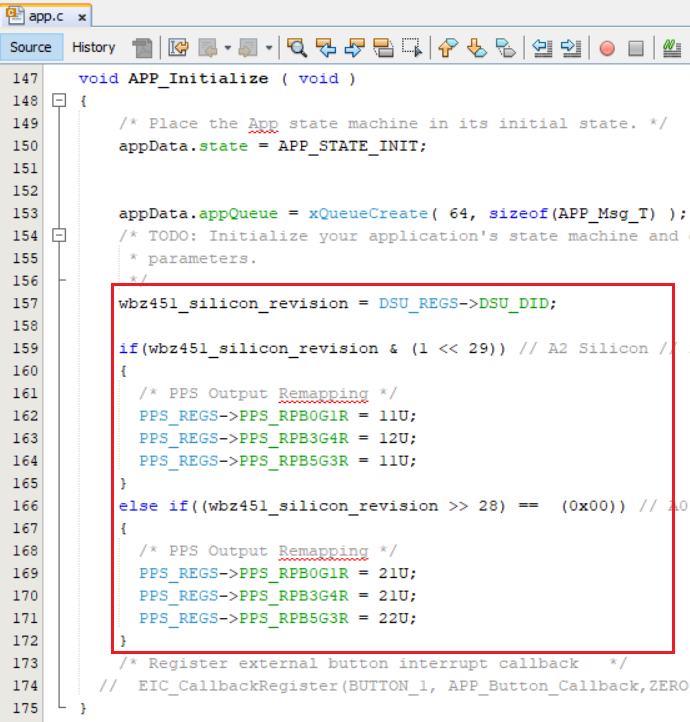 app.c
Source History
147 void APP_Initialize ( void )
148 {
149 /* Place the App state machine in its initial state. */
150 appData.state = APP_STATE_INIT;
151
152
153 appData.appQueue = xQueueCreate( 64, sizeof(APP_Msg_T) );
154 /* TODO: Initialize your application's state machine and
155 * parameters.
156 */
157 wbz451_silicon_revision = DSU_REGS->DSU_DID;
158
159 if(wbz451_silicon_revision & (1 << 29)) // A2 Silicon //
160 {
161 /* PPS Output Remapping */
162 PPS_REGS->PPS_RPB0G1R = 11U;
163 PPS_REGS->PPS_RPB3G4R = 12U;
164 PPS_REGS->PPS_RPB5G3R = 11U;
165 }
166 else if((wbz451_silicon_revision >> 28) == (0x00)) // A0
167 {
168 /* PPS Output Remapping */
169 PPS_REGS->PPS_RPB0G1R = 21U;
170 PPS_REGS->PPS_RPB3G4R = 21U;
171 PPS_REGS->PPS_RPB5G3R = 22U;
172 }
173 /* Register external button interrupt callback */
174 // EIC_CallbackRegister(BUTTON_1, APP_Button_Callback,ZERO
175 }